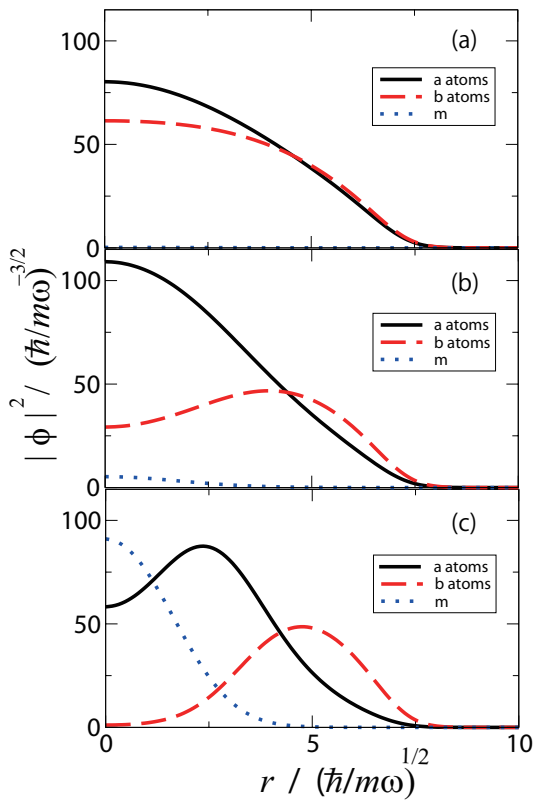 100
(a)
a atoms
b atoms
m
50
0
100
(b)
a atoms
b atoms
m
50
0
| ϕ |² / (ħ/mω)^{-3/2}
100
(c)
a atoms
b atoms
m
50
0
0 5 10
r / (ħ/mω)^{1/2}